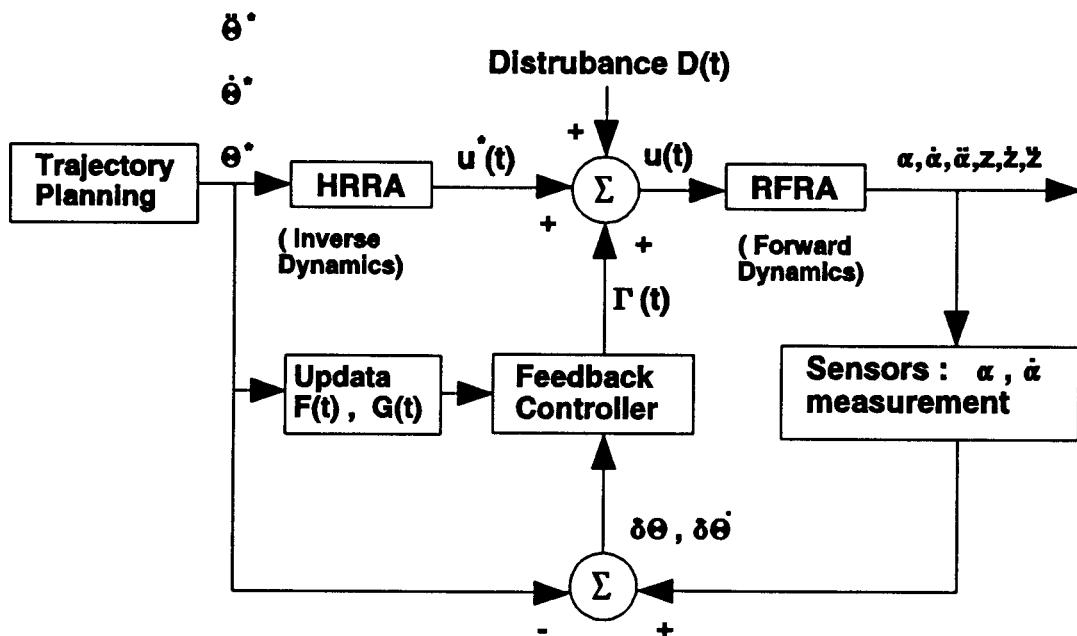 Θ̈*
Θ̇*
Θ*
Distrubance D(t)
+
Trajectory
Planning
HRRA
u*(t)
Σ
u(t)
RFRA
α, α̇, α̈, z, ż, z̈
+
+
( Inverse
Dynamics)
( Forward
Dynamics)
Γ (t)
Updata
F(t) , G(t)
Feedback
Controller
Sensors : α , α̇
measurement
δΘ , δΘ̇
Σ
-
+